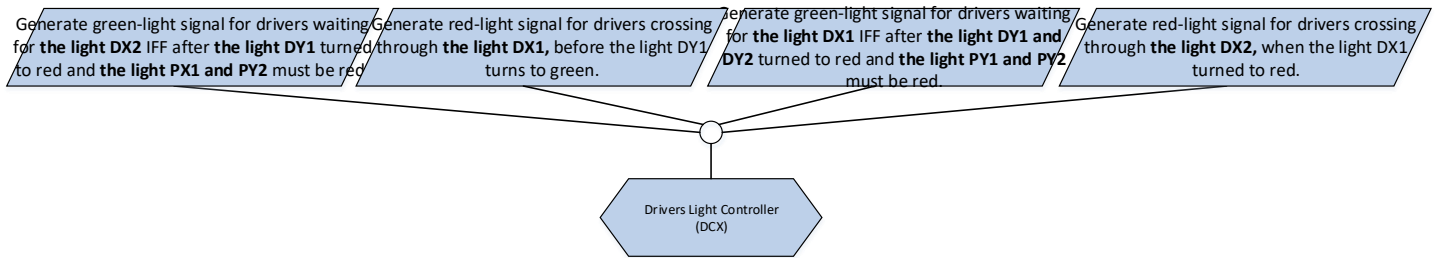 Generate green-light signal for drivers waiting
for the light DX2 IFF after the light DY1 turned
to red and the light PX1 and PY2 must be red
Generate red-light signal for drivers crossing
through the light DX1, before the light DY1
turns to green.
Generate green-light signal for drivers waiting
for the light DX1 IFF after the light DY1 and
DY2 turned to red and the light PY1 and PY2
must be red.
Generate red-light signal for drivers crossing
through the light DX2, when the light DX1
turned to red.
Drivers Light Controller
(DCX)